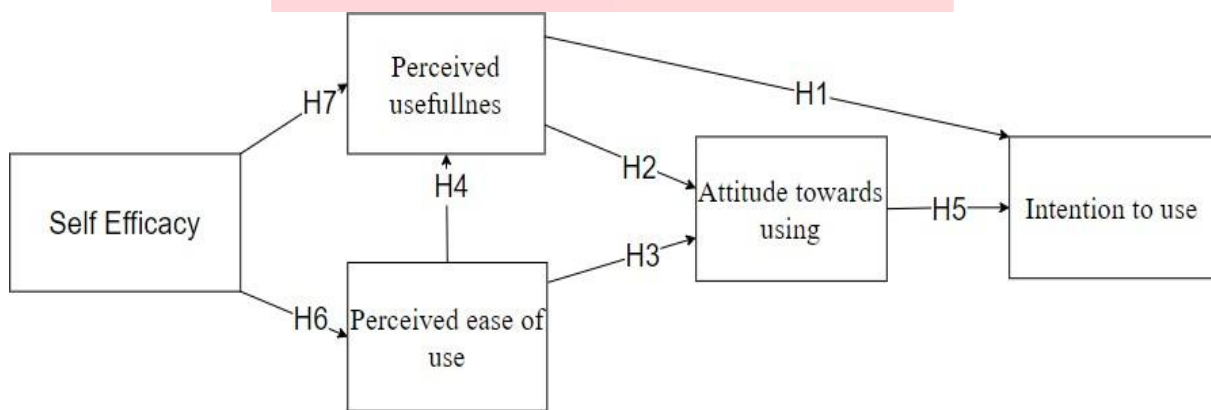 Perceived
usefullnes
H1
H7
H2
H4
Attitude towards
using
H5
Intention to use
Self Efficacy
H3
H6
Perceived ease of
use